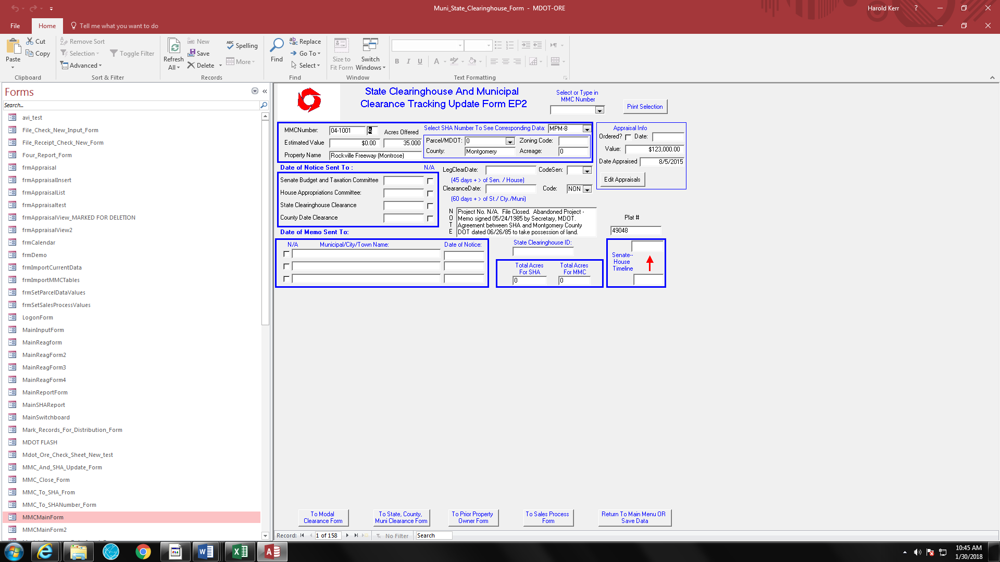 Muni_State_Clearinghouse_Form - MDOT-ORE
Harold Kerr
?
File
Home
Tell me what you want to do
Paste
Cut
Copy
Clipboard
Remove Sort
Selection
Toggle Filter
Advanced
Sort & Filter
Refresh All
New
Save
Delete
Spelling
More
Records
Find
Replace
Go To
Select
Find
Size to Fit Form
Switch Windows
Window
B I U A
Text Formatting
Forms
Search...
avi_test
File_Check_New_Input_Form
File_Receipt_Check_New_Form
Four_Report_Form
frmAppraisal
frmAppraisalInsert
frmAppraisalList
frmAppraisaltest
frmAppraisalView_MARKED FOR DELETION
frmAppraisalView2
frmCalendar
frmDemo
frmImportCurrentData
frmImportMMCTables
frmSetParcelDataValues
frmSetSalesProcessValues
LogonForm
MainInputForm
MainReagform
MainReagForm2
MainReagForm3
MainReagForm4
MainReportForm
MainSHAReport
MainSwitchboard
Mark_Records_For_Distribution_Form
MDOT FLASH
Mdot_Ore_Check_Sheet_New_test
MMC_And_SHA_Update_Form
MMC_Close_Form
MMC_To_SHA_From
MMC_To_SHANumber_Form
MMCMainForm
MMCMainForm2
State Clearinghouse And Municipal
Clearance Tracking Update Form EP2
Select or Type in
MMC Number
Print Selection
MMCNumber: 04-1001
Acres Offered
Estimated Value $0.00 35.000
Property Name Rockville Freeway (Montrose)
Select SHA Number To See Corresponding Data: MPM-8
Parcel/MDOT: 0 Zoning Code:
County: Montgomery Acreage: 0
Appraisal Info
Ordered? Date:
Value: $123,000.00
Date Appraised 8/5/2015
Edit Appraisals
Date of Notice Sent To : N/A
Senate Budget and Taxation Committee
House Appropriations Committee:
State Clearinghouse Clearance
County Date Clearance
LegClearDate: CodeSen:
(45 days + > of Sen. / House)
ClearanceDate: Code: NON
(60 days + > of St./ Cty./Muni)
NOTE
Project No. N/A. File Closed. Abandoned Project -
Memo signed 05/24/1985 by Secretary, MDOT.
Agreement between SHA and Montgomery County
DOT dated 06/26/85 to take possession of land.
Plat #
49048
Date of Memo Sent To:
N/A Municipal/City/Town Name: Date of Notice:
State Clearinghouse ID:
Total Acres For SHA
0
Total Acres For MMC
0
Senate--
House
Timeline
To Modal
Clearance Form
To State, County,
Muni Clearance Form
To Prior Property
Owner Form
To Sales Process
Form
Return To Main Menu OR
Save Data
Record: 1 of 158 No Filter Search
10:45 AM
1/30/2018